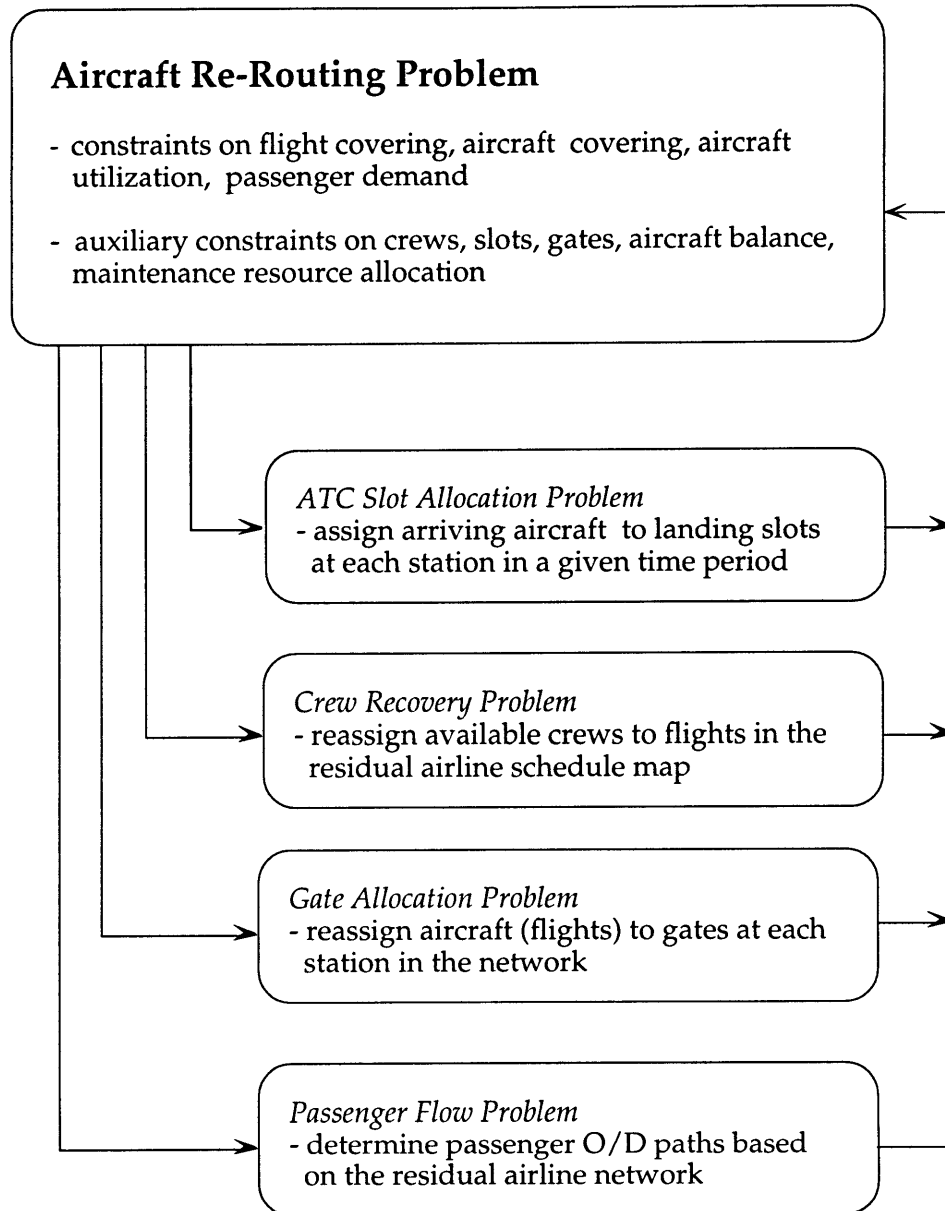 Aircraft Re-Routing Problem
- constraints on flight covering, aircraft covering, aircraft
utilization, passenger demand
- auxiliary constraints on crews, slots, gates, aircraft balance,
maintenance resource allocation
ATC Slot Allocation Problem
- assign arriving aircraft to landing slots
at each station in a given time period
Crew Recovery Problem
- reassign available crews to flights in the
residual airline schedule map
Gate Allocation Problem
- reassign aircraft (flights) to gates at each
station in the network
Passenger Flow Problem
- determine passenger O/D paths based
on the residual airline network